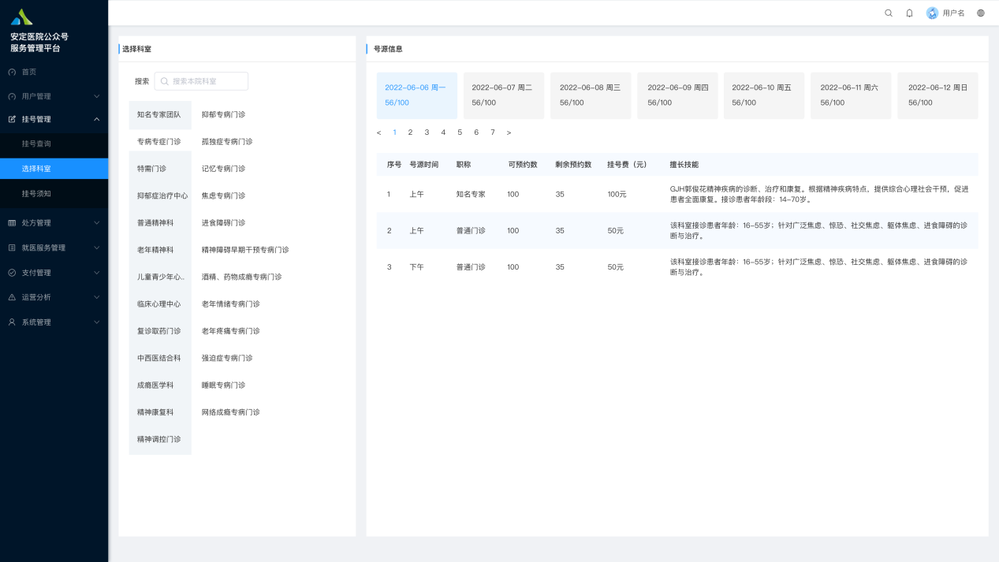 安定医院公众号
服务管理平台
首页
用户管理
挂号管理
挂号查询
选择科室
挂号须知
处方管理
就医服务管理
支付管理
运营分析
系统管理
用户名
选择科室
搜索 搜索本院科室
知名专家团队 抑郁专病门诊
专病专症门诊 孤独症专病门诊
特需门诊 记忆专病门诊
抑郁症治疗中心 焦虑专病门诊
普通精神科 进食障碍门诊
老年精神科 精神障碍早期干预专病门诊
儿童青少年心.. 酒精、药物成瘾专病门诊
临床心理中心 老年情绪专病门诊
复诊取药门诊 老年疼痛专病门诊
中西医结合科 强迫症专病门诊
成瘾医学科 睡眠专病门诊
精神康复科 网络成瘾专病门诊
精神调控门诊
号源信息
2022-06-06 周一 2022-06-07 周二 2022-06-08 周三 2022-06-09 周四 2022-06-10 周五 2022-06-11 周六 2022-06-12 周日
56/100 56/100 56/100 56/100 56/100 56/100 56/100
< 1 2 3 4 5 6 7 >
序号 号源时间 职称 可预约数 剩余预约数 挂号费（元） 擅长技能
1 上午 知名专家 100 35 100元 GJH郭俊花精神疾病的诊断、治疗和康复。根据精神疾病特点，提供综合心理社会干预，促进
患者全面康复。接诊患者年龄段：14-70岁。
2 上午 普通门诊 100 35 50元 该科室接诊患者年龄：16-55岁；针对广泛焦虑、惊恐、社交焦虑、躯体焦虑、进食障碍的诊
断与治疗。
3 下午 普通门诊 100 35 50元 该科室接诊患者年龄：16-55岁；针对广泛焦虑、惊恐、社交焦虑、躯体焦虑、进食障碍的诊
断与治疗。